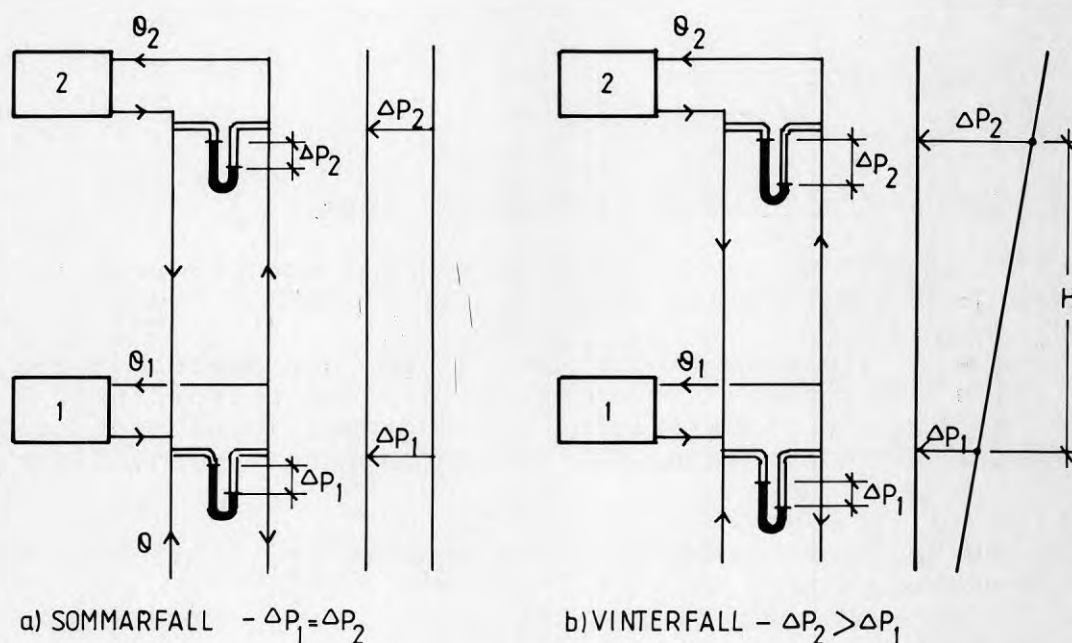 θ₂
2
ΔP₂
ΔP₂
θ₁
1
ΔP₁
ΔP₁
θ
a) SOMMARFALL - ΔP₁ = ΔP₂
θ₂
2
ΔP₂
ΔP₂
H
θ₁
1
ΔP₁
ΔP₁
b) VINTERFALL - ΔP₂ > ΔP₁